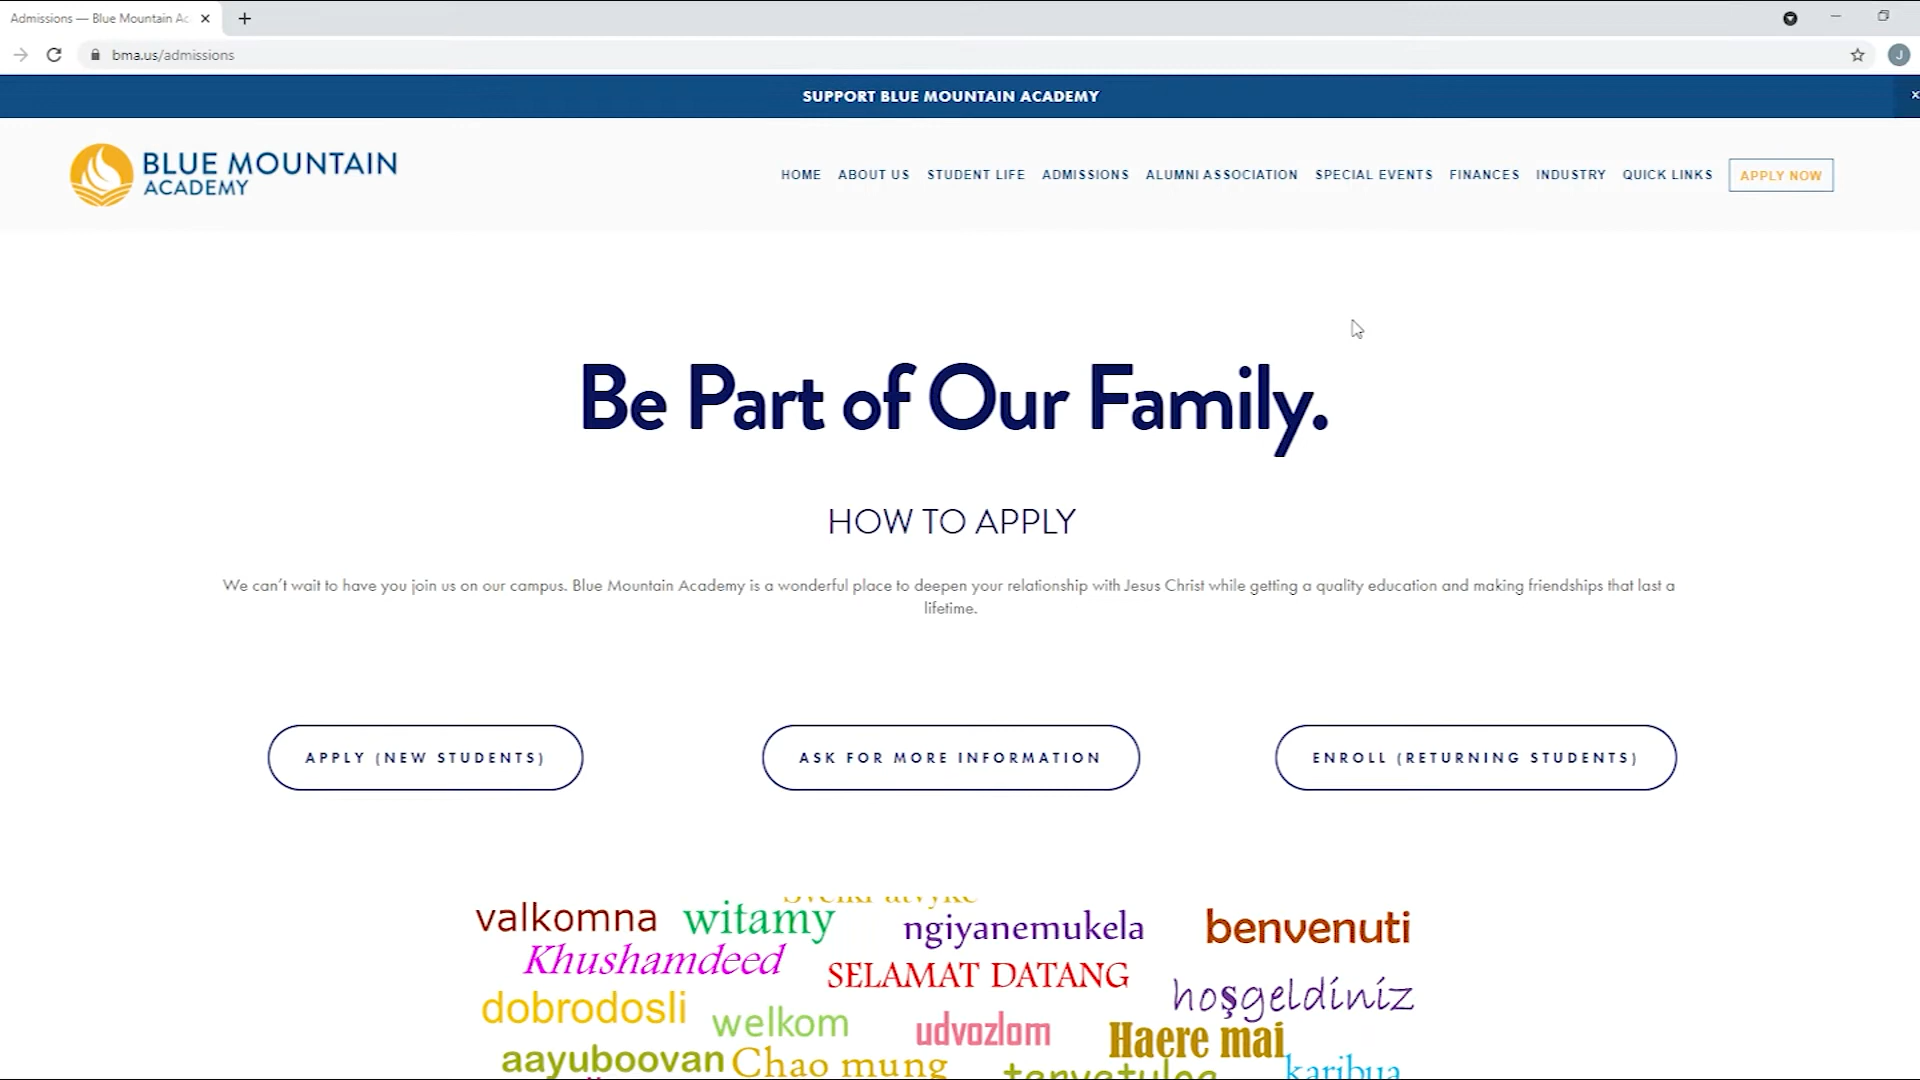 Admissions — Blue Mountain Ac
bma.us/admissions
J
SUPPORT BLUE MOUNTAIN ACADEMY
BLUE MOUNTAIN
ACADEMY
HOME ABOUT US STUDENT LIFE ADMISSIONS ALUMNI ASSOCIATION SPECIAL EVENTS FINANCES INDUSTRY QUICK LINKS APPLY NOW
Be Part of Our Family.
HOW TO APPLY
We can't wait to have you join us on our campus. Blue Mountain Academy is a wonderful place to deepen your relationship with Jesus Christ while getting a quality education and making friendships that last a
lifetime.
APPLY (NEW STUDENTS) ASK FOR MORE INFORMATION ENROLL (RETURNING STUDENTS)
valkomna witamy ngiyanemukela benvenuti
Khushamdeed SELAMAT DATANG
dobrodosli welkom udvozlom hoşgeldiniz
aayuboovan Chao mung Haere mai
karibua